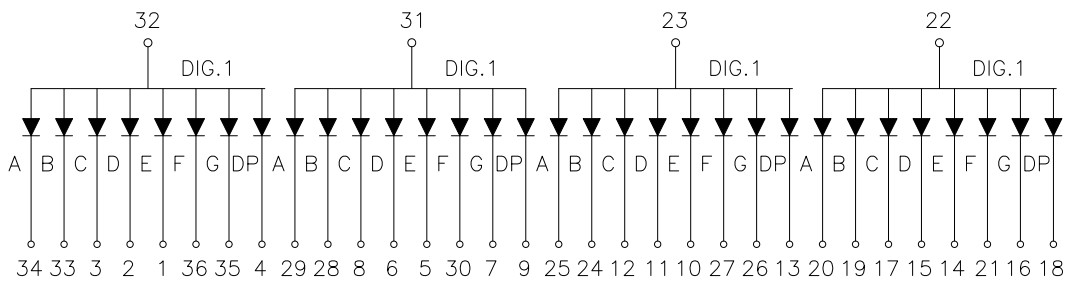 32 31 23 22
DIG.1 DIG.1 DIG.1 DIG.1
A B C D E F G DP A B C D E F G DP A B C D E F G DP A B C D E F G DP
34 33 3 2 1 36 35 4 29 28 8 6 5 30 7 9 25 24 12 11 10 27 26 13 20 19 17 15 14 21 16 18